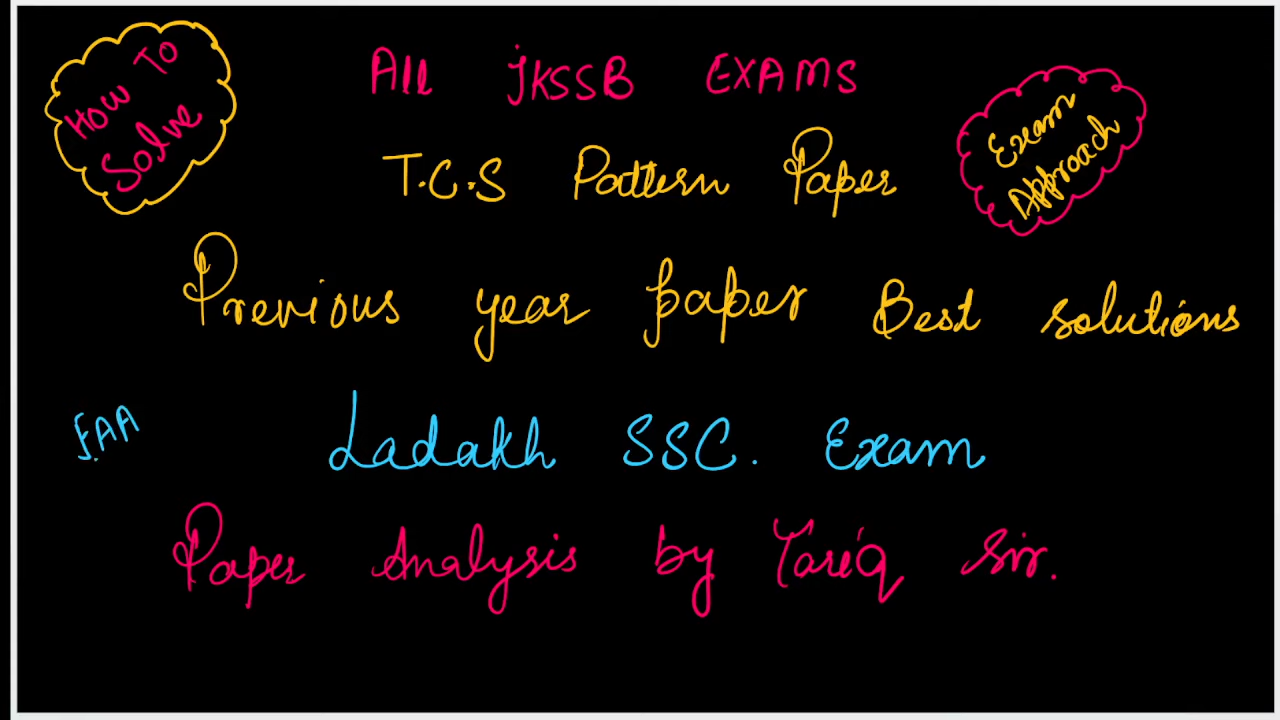 How To
Solve
All JKSSB EXAMS
Exam
Approach
T.C.S Pattern Paper
Previous year paper Best solutions
FAA
Ladakh SSC. Exam
Paper Analysis by Tariq sir.